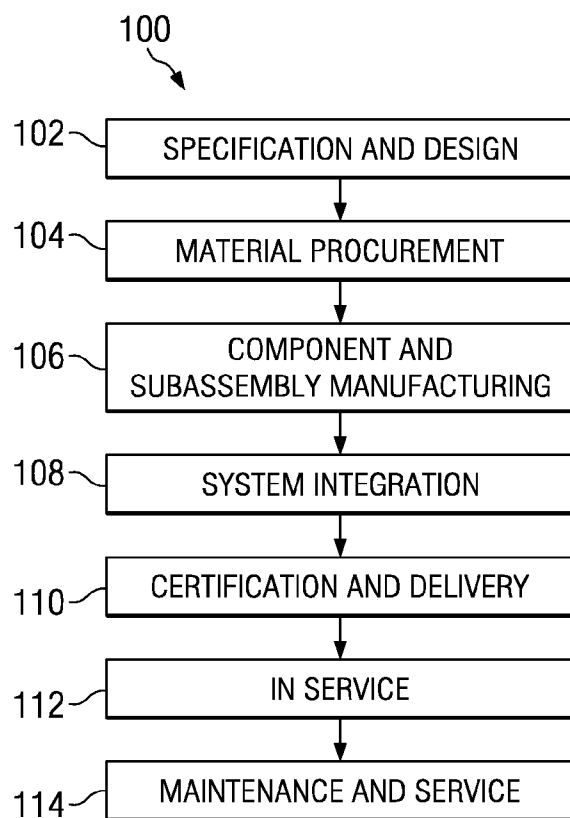 100
102
SPECIFICATION AND DESIGN
104
MATERIAL PROCUREMENT
106
COMPONENT AND
SUBASSEMBLY MANUFACTURING
108
SYSTEM INTEGRATION
110
CERTIFICATION AND DELIVERY
112
IN SERVICE
114
MAINTENANCE AND SERVICE